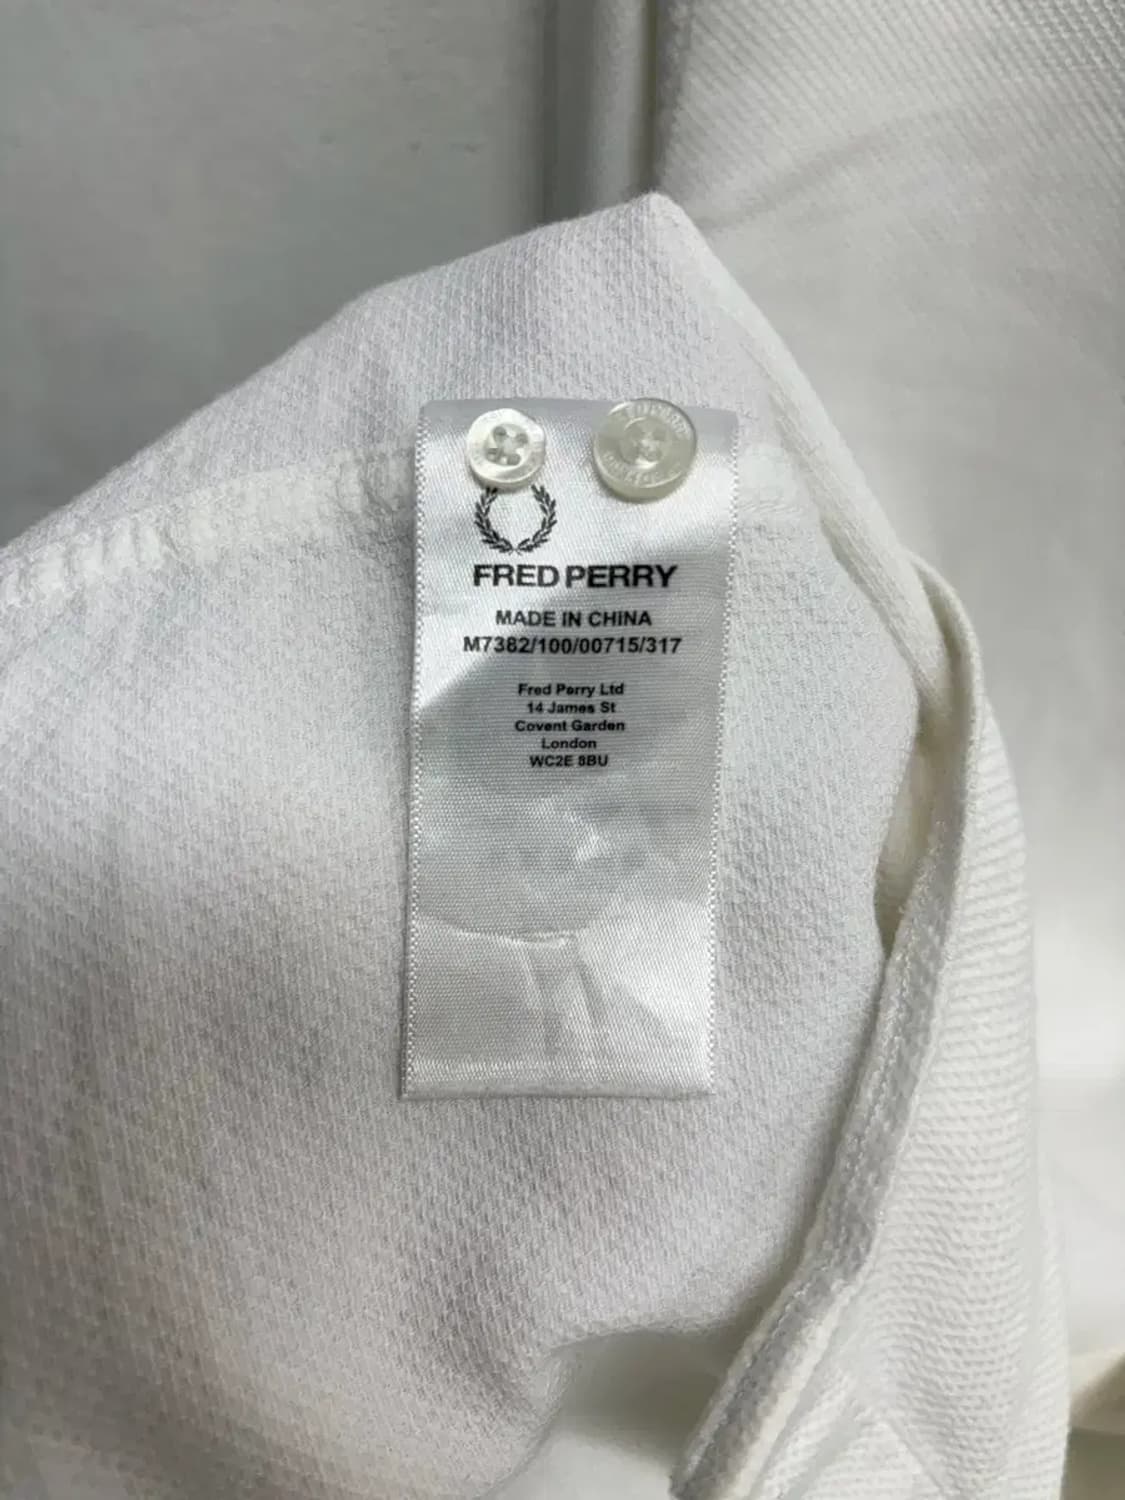 FRED PERRY
MADE IN CHINA
M7382/100/00715/317
Fred Perry Ltd
14 James St
Covent Garden
London
WC2E 8BU